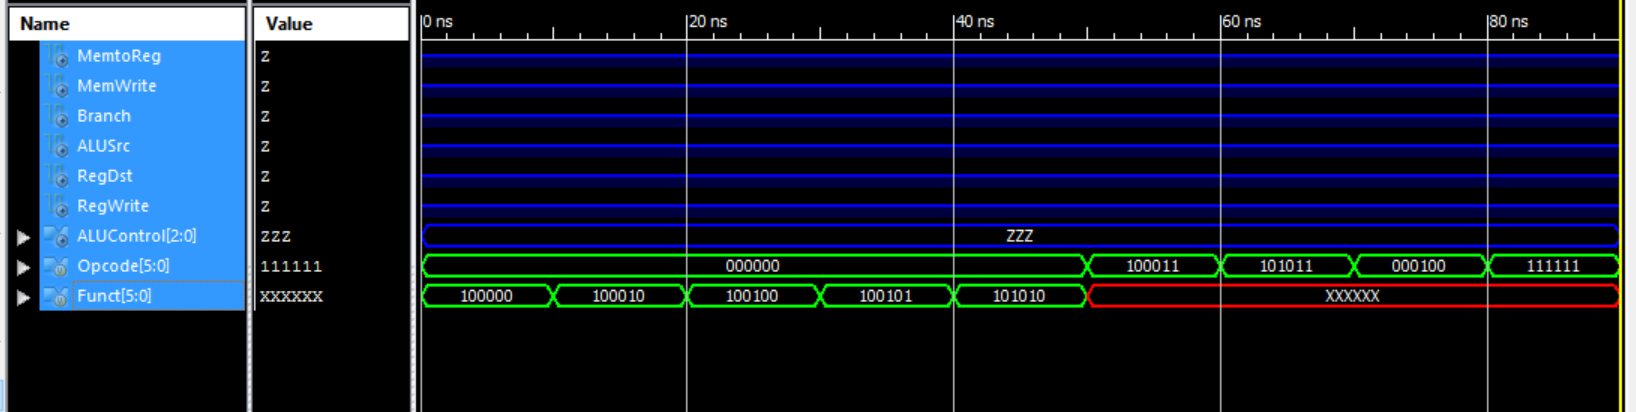 Name Value 0 ns 20 ns 40 ns 60 ns 80 ns
MemtoReg z
MemWrite z
Branch z
ALUSrc z
RegDst z
RegWrite z
ALUControl[2:0] zzz ZZZ
Opcode[5:0] 111111 000000 100011 101011 000100 111111
Funct[5:0] XXXXXX 100000 100010 100100 100101 101010 XXXXXX